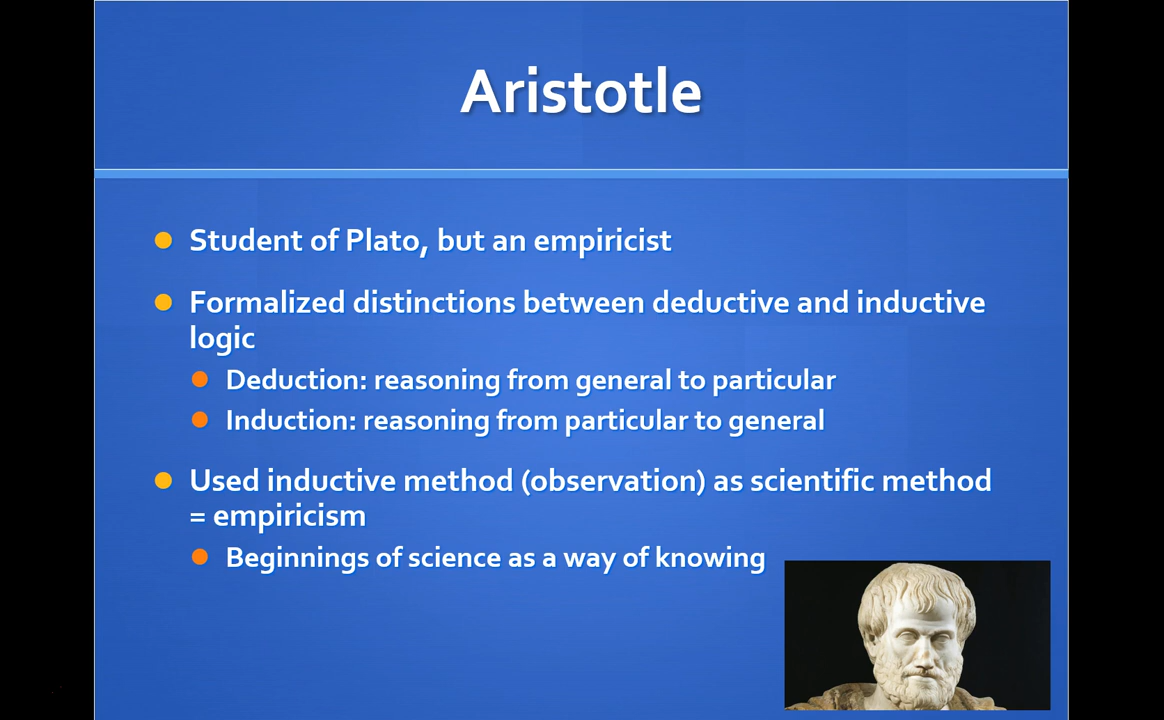 Aristotle
Student of Plato, but an empiricist
Formalized distinctions between deductive and inductive
logic
Deduction: reasoning from general to particular
Induction: reasoning from particular to general
Used inductive method (observation) as scientific method
= empiricism
Beginnings of science as a way of knowing